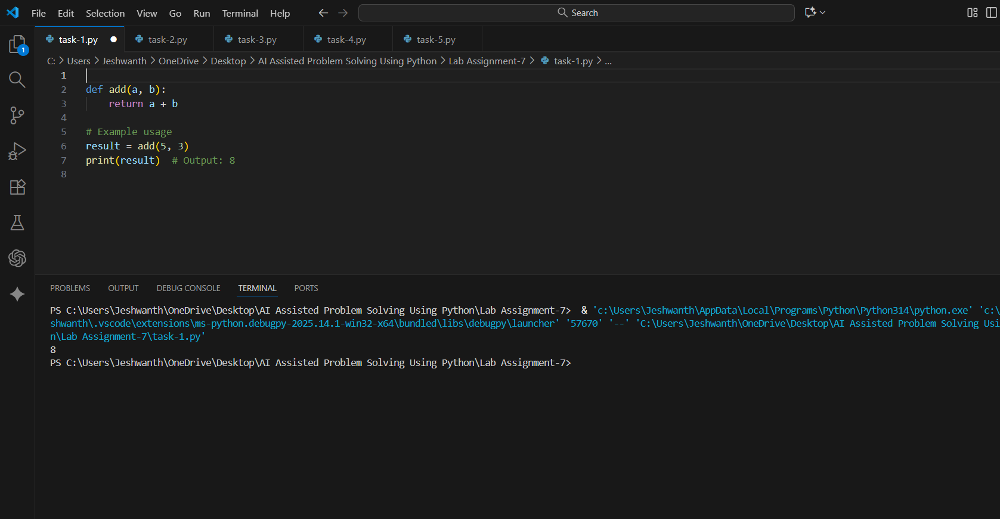 File Edit Selection View Go Run Terminal Help Search
1
task-1.py task-2.py task-3.py task-4.py task-5.py
C: > Users > Jeshwanth > OneDrive > Desktop > AI Assisted Problem Solving Using Python > Lab Assignment-7 > task-1.py > ...
1
2 def add(a, b):
3     return a + b
4
5 # Example usage
6 result = add(5, 3)
7 print(result)  # Output: 8
8
PROBLEMS OUTPUT DEBUG CONSOLE TERMINAL PORTS
PS C:\Users\Jeshwanth\OneDrive\Desktop\AI Assisted Problem Solving Using Python\Lab Assignment-7>  & 'c:\Users\Jeshwanth\AppData\Local\Programs\Python\Python314\python.exe' 'c:\
shwanth\.vscode\extensions\ms-python.debugpy-2025.14.1-win32-x64\bundled\libs\debugpy\launcher' '57670' '--' 'C:\Users\Jeshwanth\OneDrive\Desktop\AI Assisted Problem Solving Usi
n\Lab Assignment-7\task-1.py'
8
PS C:\Users\Jeshwanth\OneDrive\Desktop\AI Assisted Problem Solving Using Python\Lab Assignment-7>